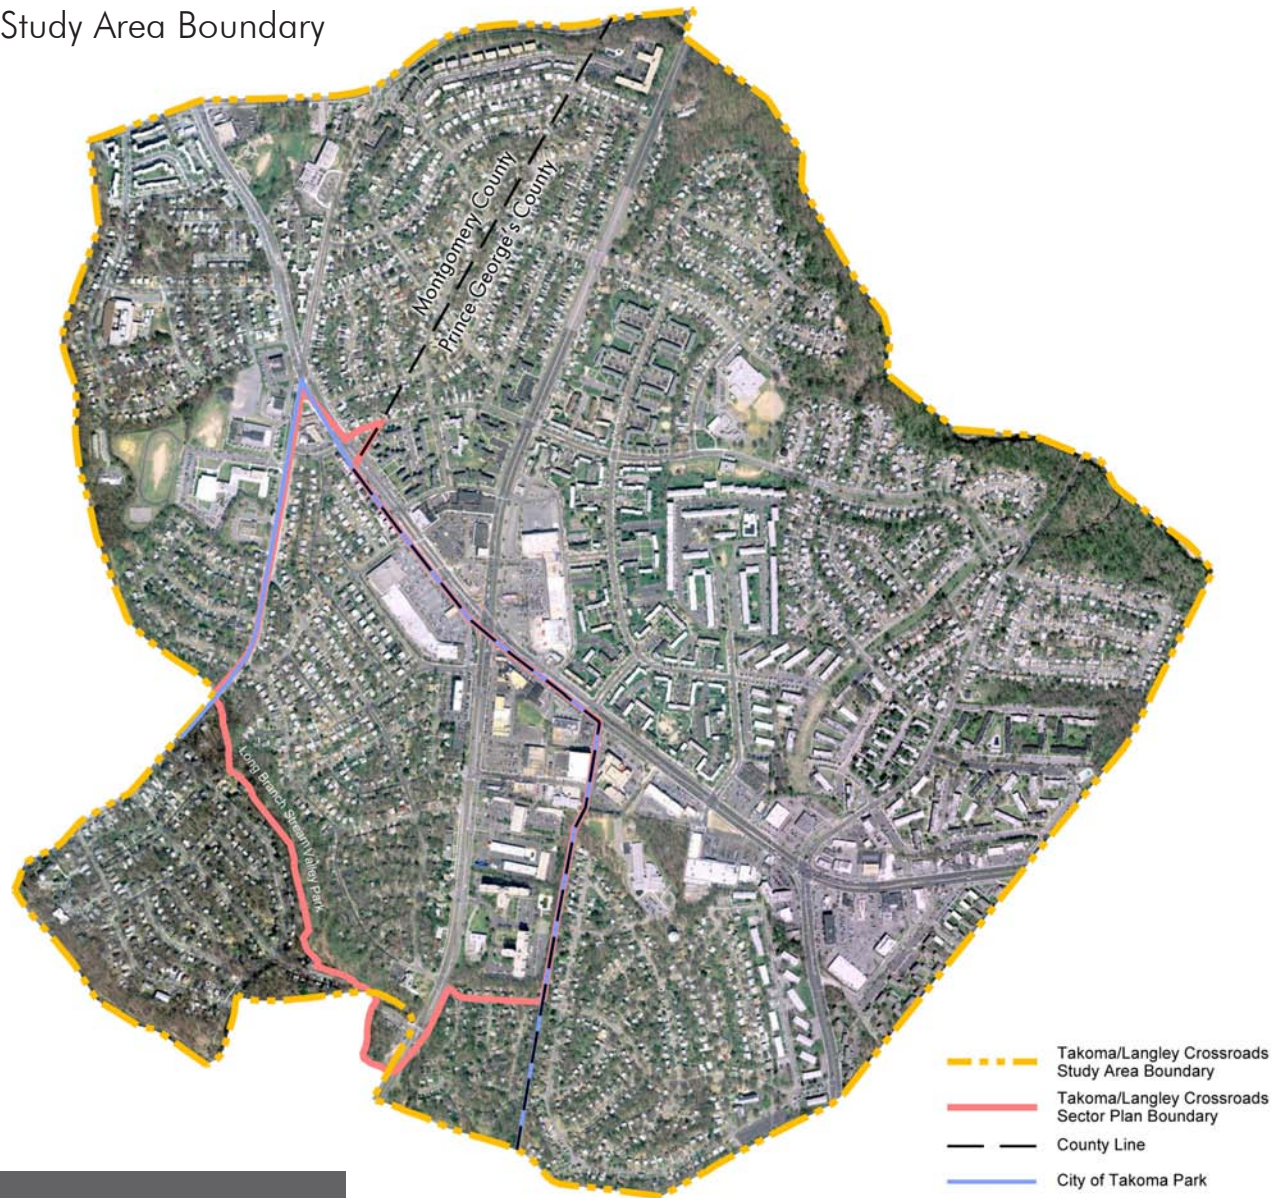 Study Area Boundary
Montgomery County
Prince George's County
Long Branch Stream Valley Park
Takoma/Langley Crossroads
Study Area Boundary
Takoma/Langley Crossroads
Sector Plan Boundary
County Line
City of Takoma Park